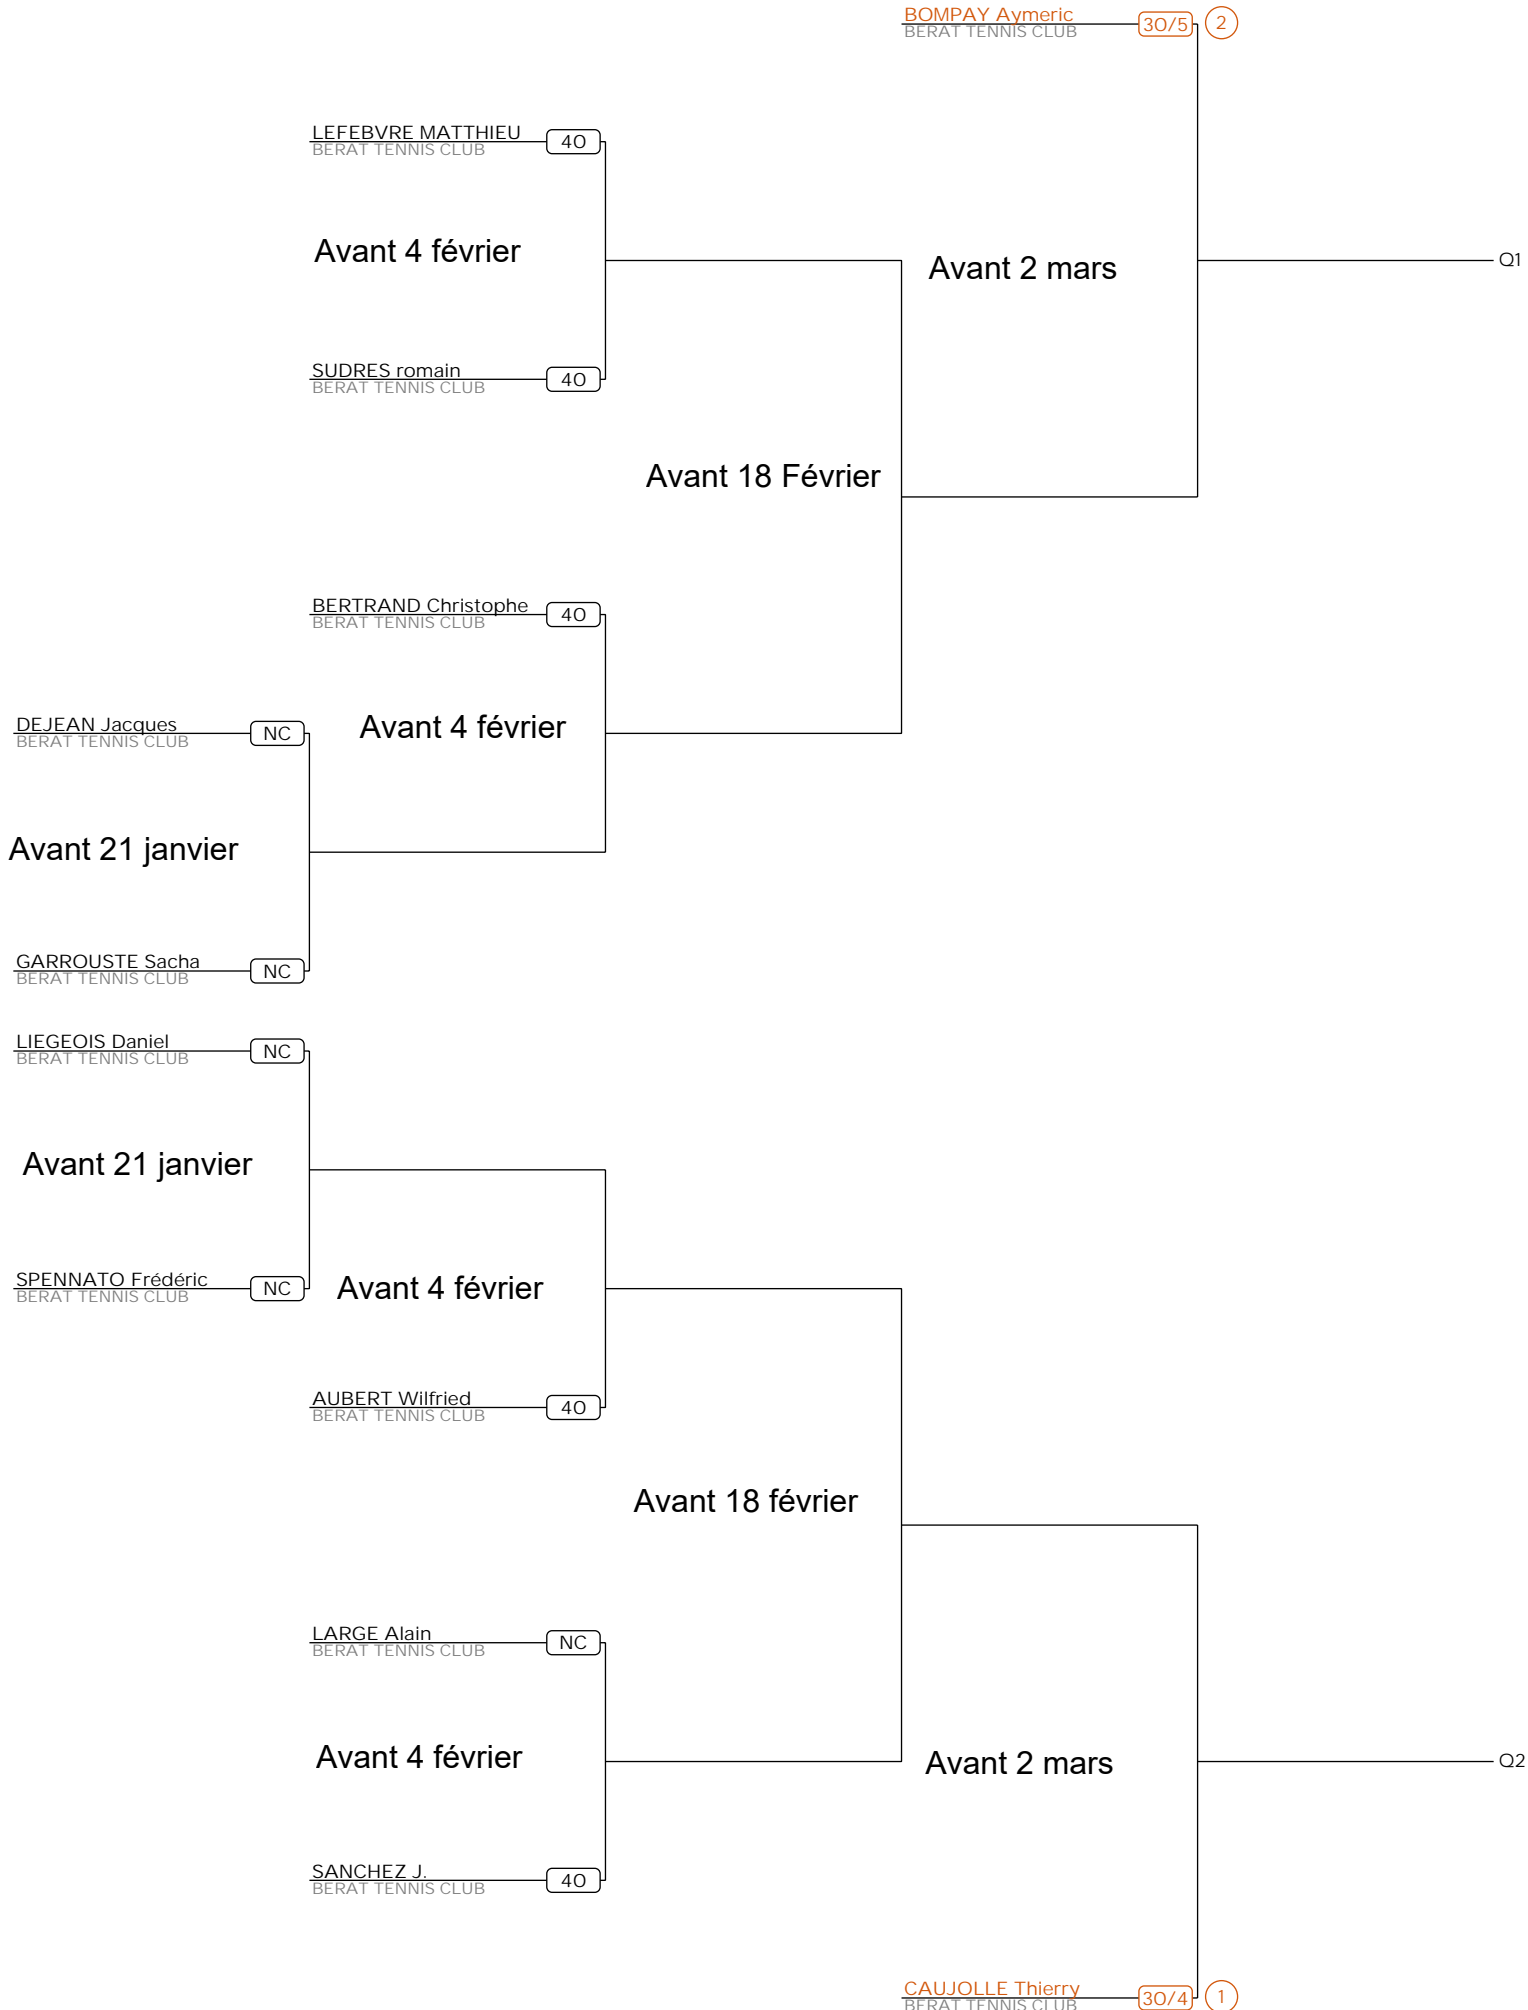 BOMPAY Aymeric
BERAT TENNIS CLUB
30/5
2
LEFEBVRE MATTHIEU
BERAT TENNIS CLUB
40
Avant 4 février
Avant 2 mars
Q1
SUDRES romain
BERAT TENNIS CLUB
40
Avant 18 Février
BERTRAND Christophe
BERAT TENNIS CLUB
40
DEJEAN Jacques
BERAT TENNIS CLUB
NC
Avant 4 février
Avant 21 janvier
GARROUSTE Sacha
BERAT TENNIS CLUB
NC
LIEGEOIS Daniel
BERAT TENNIS CLUB
NC
Avant 21 janvier
SPENNATO Frédéric
BERAT TENNIS CLUB
NC
Avant 4 février
AUBERT Wilfried
BERAT TENNIS CLUB
40
Avant 18 février
LARGE Alain
BERAT TENNIS CLUB
NC
Avant 4 février
Avant 2 mars
Q2
SANCHEZ J.
BERAT TENNIS CLUB
40
CAUJOLLE Thierry
BERAT TENNIS CLUB
30/4
1